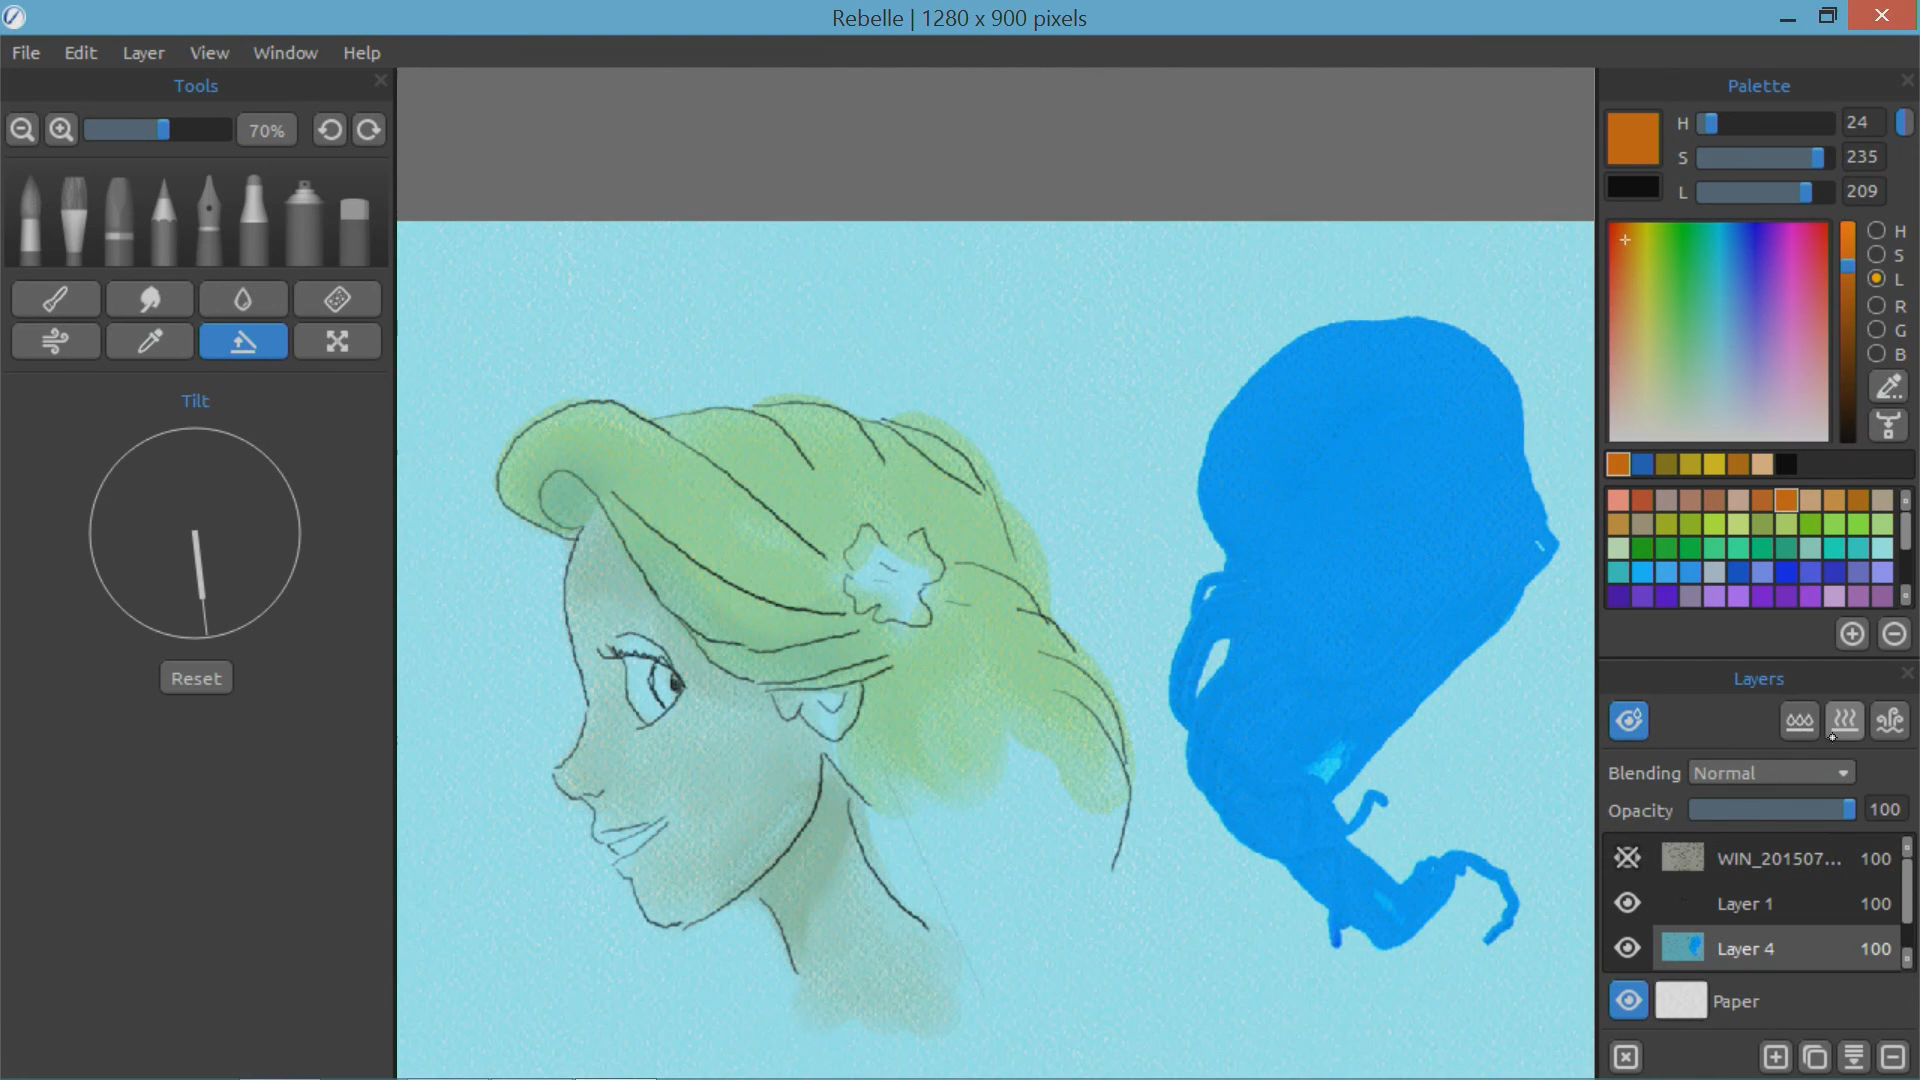 Rebelle | 1280 x 900 pixels
File Edit Layer View Window Help
Tools
70%
Tilt
Reset
Palette
H 24
S 235
L 209
H
S
L
R
G
B
Layers
Blending Normal
Opacity 100
WIN_201507... 100
Layer 1 100
Layer 4 100
Paper